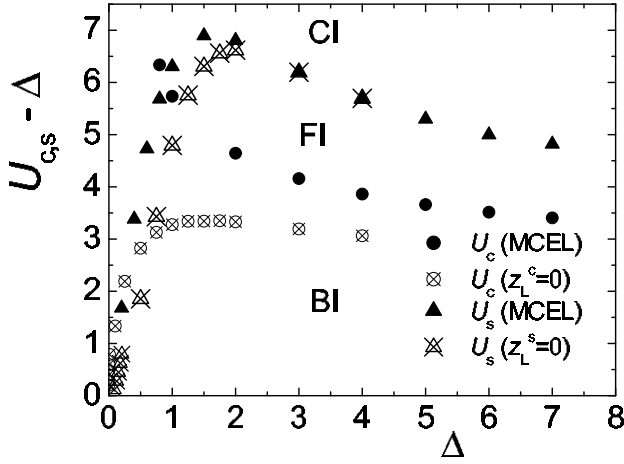 7
6
5
4
3
2
1
0
U_{c,s} - Δ
CI
FI
BI
U_c (MCEL)
U_c (z_L^c=0)
U_s (MCEL)
U_s (z_L^s=0)
0 1 2 3 4 5 6 7 8
Δ